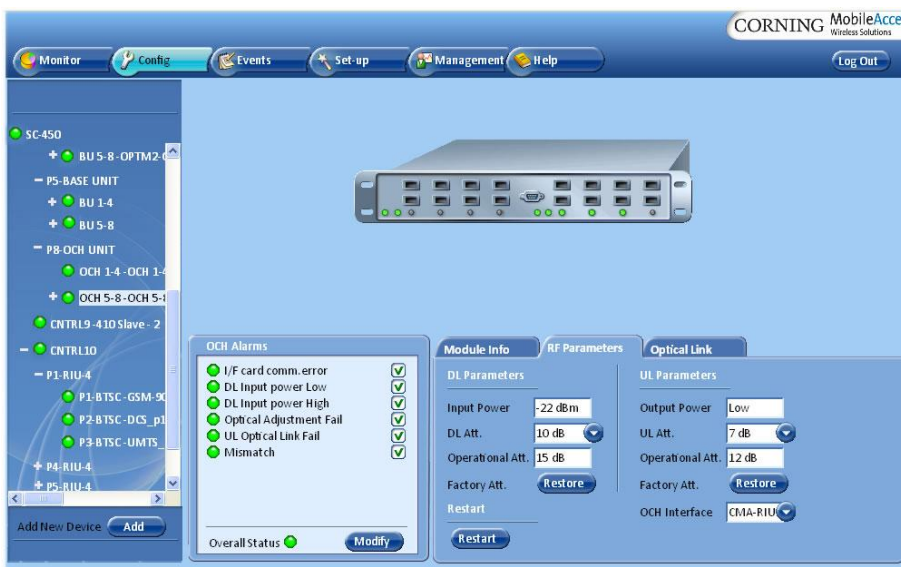 CORNING MobileAcce
Wireless Solutions
Monitor Config Events Set-up Management Help Log Out
SC-450
BU 5-8 -OPTM2-
P5-BASE UNIT
BU 1-4
BU 5-8
P8-OCH UNIT
OCH 1-4 -OCH 1-4
OCH 5-8 -OCH 5-8
CNTRL9 -410 Slave - 2
CNTRL10
P1-RIU-4
P1-BTSC -GSM-90
P2-BTSC -DCS_p1
P3-BTSC -UMTS_
P4-RIU-4
P5-RIU-4
Add New Device Add
OCH Alarms
I/F card comm.error
DL Input power Low
DL Input power High
Optical Adjustment Fail
UL Optical Link Fail
Mismatch
Overall Status Modify
Module Info RF Parameters Optical Link
DL Parameters
Input Power -22 dBm
DL Att. 10 dB
Operational Att. 15 dB
Factory Att. Restore
Restart
Restart
UL Parameters
Output Power Low
UL Att. 7 dB
Operational Att. 12 dB
Factory Att. Restore
OCH Interface CMA-RIU